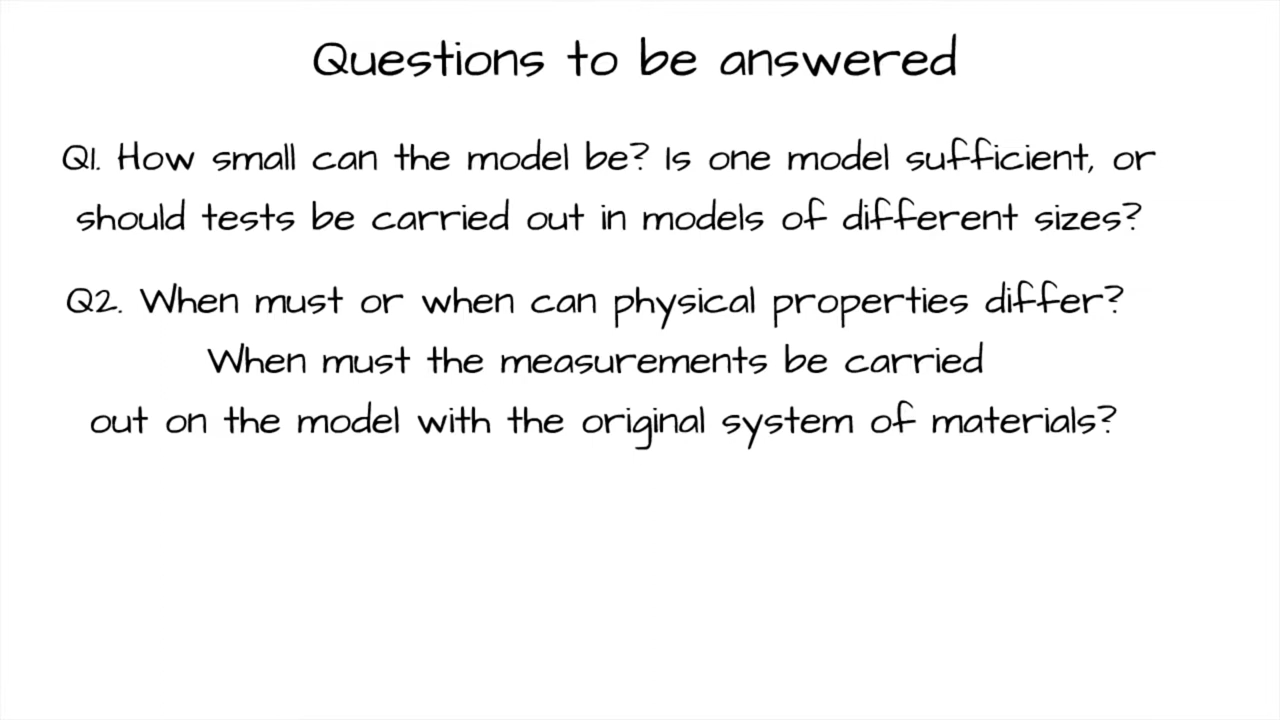 Questions to be answered
Q1. How small can the model be? Is one model sufficient, or
should tests be carried out in models of different sizes?
Q2. When must or when can physical properties differ?
When must the measurements be carried
out on the model with the original system of materials?